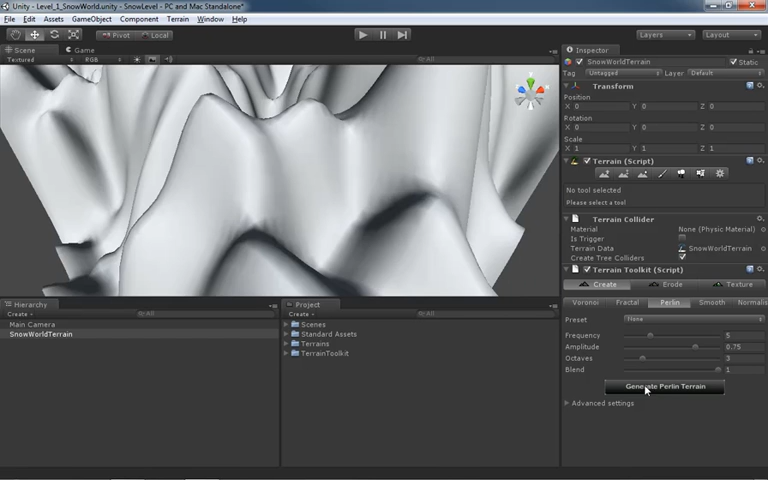 Unity - Level_1_SnowWorld.unity - SnowLevel - PC and Mac Standalone*
File Edit Assets GameObject Component Terrain Window Help
Pivot Local Layers Layout
Scene Game
Textured RGB All
Inspector
SnowWorldTerrain Static
Tag Untagged Layer Default
Transform
Position
X 0 Y 0 Z 0
Rotation
X 0 Y 0 Z 0
Scale
X 1 Y 1 Z 1
Terrain (Script)
No tool selected
Please select a tool
Terrain Collider
Material None (Physic Material)
Is Trigger
Terrain Data SnowWorldTerrain
Create Tree Colliders
Terrain Toolkit (Script)
Create Erode Texture
Voronoi Fractal Perlin Smooth Normalis
Preset None
Frequency 5
Amplitude 0.75
Octaves 3
Blend 1
Generate Perlin Terrain
Advanced settings
Hierarchy
Create All
Main Camera
SnowWorldTerrain
Project
Create All
Scenes
Standard Assets
Terrains
TerrainToolkit